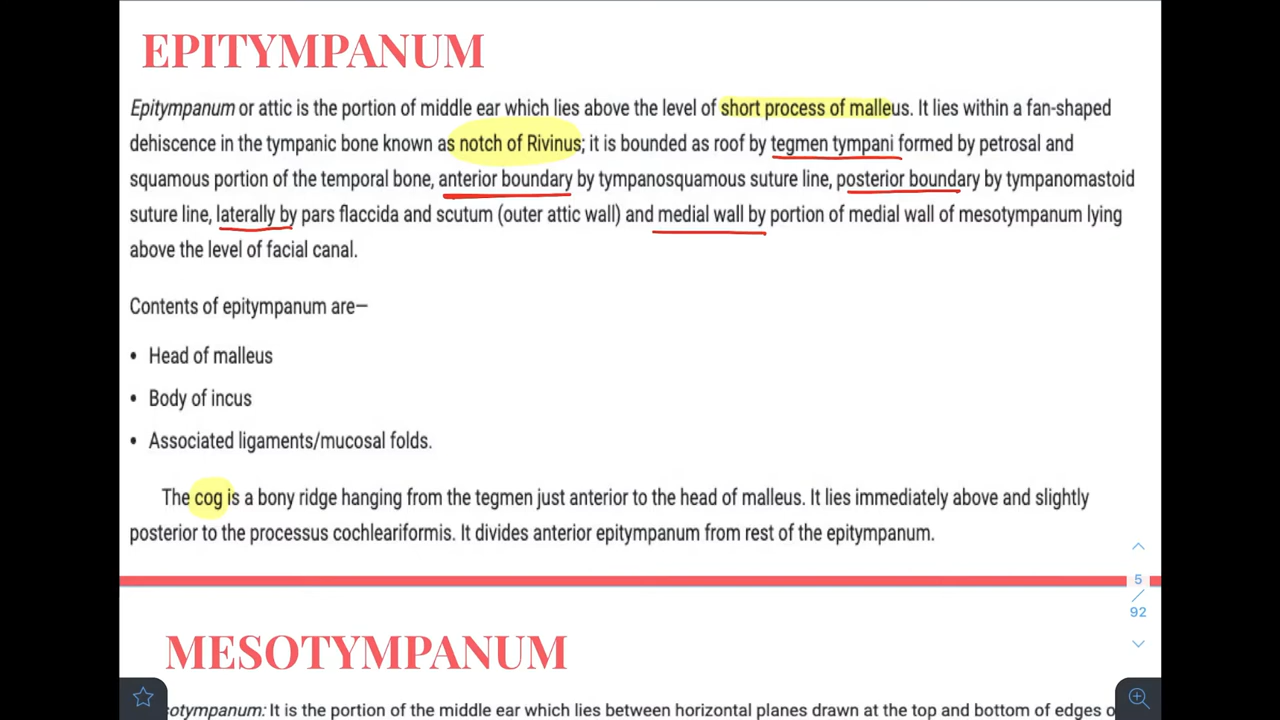 EPITYMPANUM
Epitympanum or attic is the portion of middle ear which lies above the level of short process of malleus. It lies within a fan-shaped
dehiscence in the tympanic bone known as notch of Rivinus; it is bounded as roof by tegmen tympani formed by petrosal and
squamous portion of the temporal bone, anterior boundary by tympanosquamous suture line, posterior boundary by tympanomastoid
suture line, laterally by pars flaccida and scutum (outer attic wall) and medial wall by portion of medial wall of mesotympanum lying
above the level of facial canal.
Contents of epitympanum are—
• Head of malleus
• Body of incus
• Associated ligaments/mucosal folds.
The cog is a bony ridge hanging from the tegmen just anterior to the head of malleus. It lies immediately above and slightly
posterior to the processus cochleariformis. It divides anterior epitympanum from rest of the epitympanum.
5
/
92
MESOTYMPANUM
sotympanum: It is the portion of the middle ear which lies between horizontal planes drawn at the top and bottom of edges o